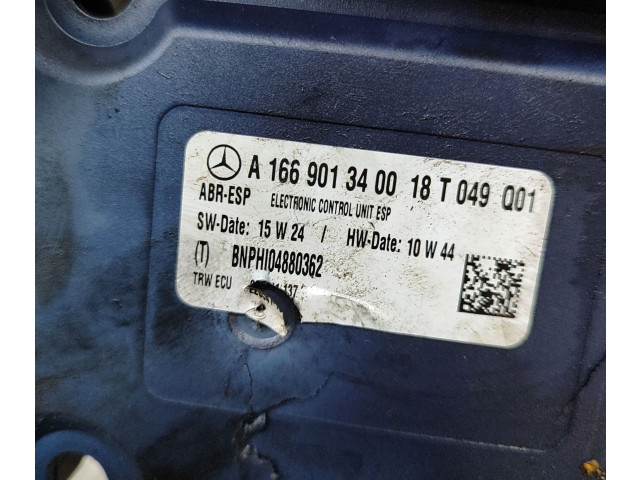 A 166 901 34 00 18 T 049 Q01
ABR-ESP ELECTRONIC CONTROL UNIT ESP
SW-Date: 15 W 24 / HW-Date: 10 W 44
(T) BNPHI04880362
TRW ECU